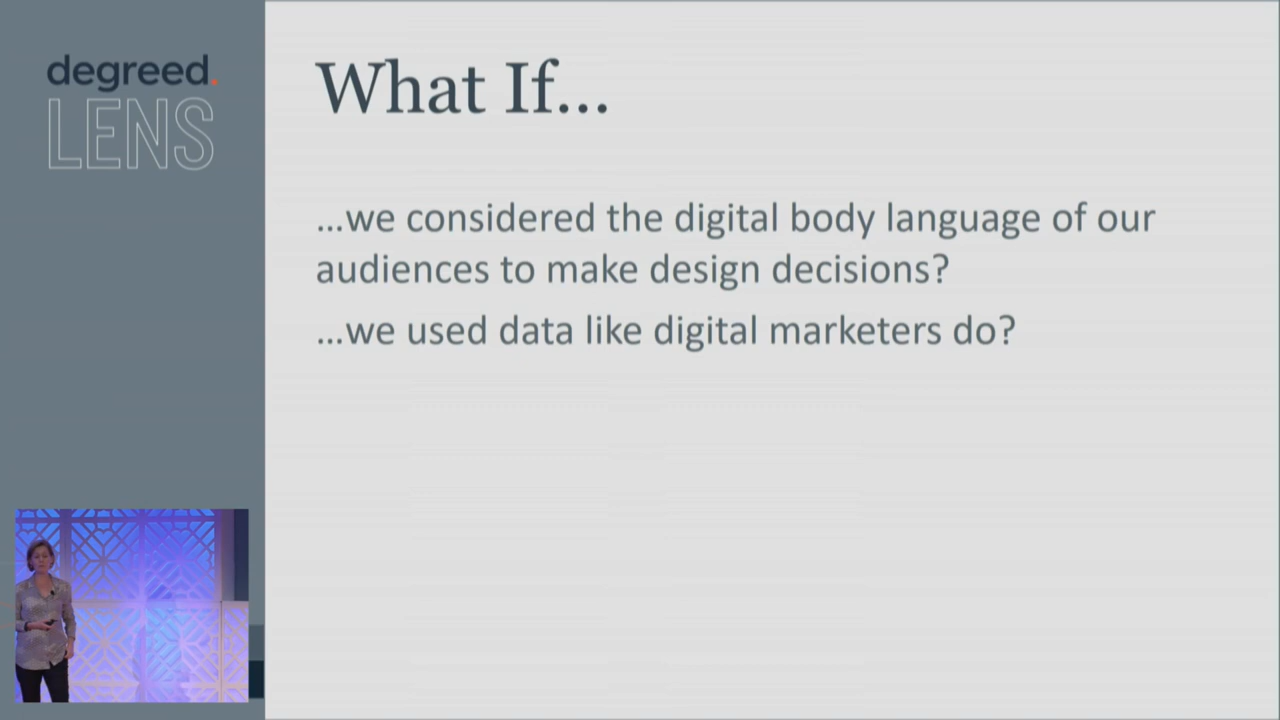 degreed.
LENS
What If...
...we considered the digital body language of our
audiences to make design decisions?
...we used data like digital marketers do?